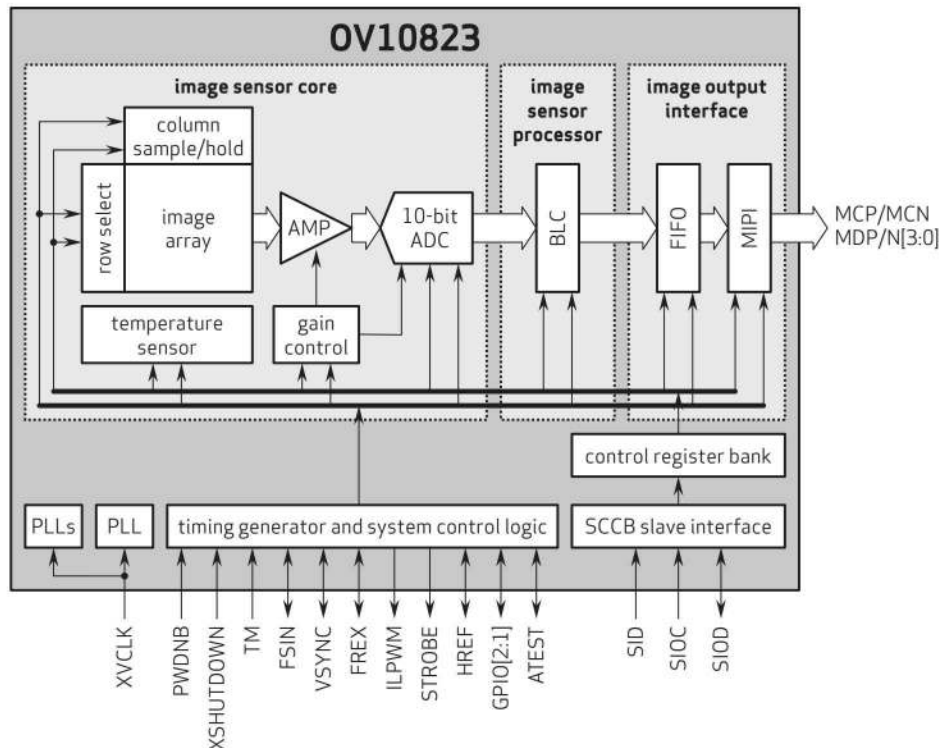 OV10823
image sensor core
image
sensor
processor
image output
interface
column
sample/hold
row select
image
array
AMP
10-bit
ADC
BLC
FIFO
MIPI
MCP/MCN
MDP/N[3:0]
temperature
sensor
gain
control
control register bank
PLLs
PLL
timing generator and system control logic
SCCB slave interface
XVCLK
PWDNB
XSHUTDOWN
TM
FSIN
VSYNC
FREX
ILPWM
STROBE
HREF
GPIO[2:1]
ATEST
SID
SIOC
SIOD